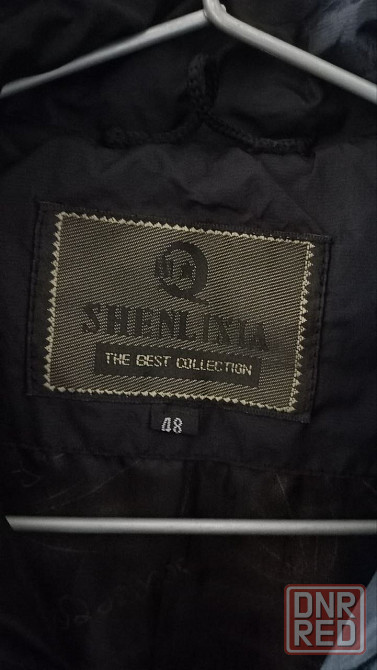 SHENLIXIA
THE BEST COLLECTION
48
DNR
RED